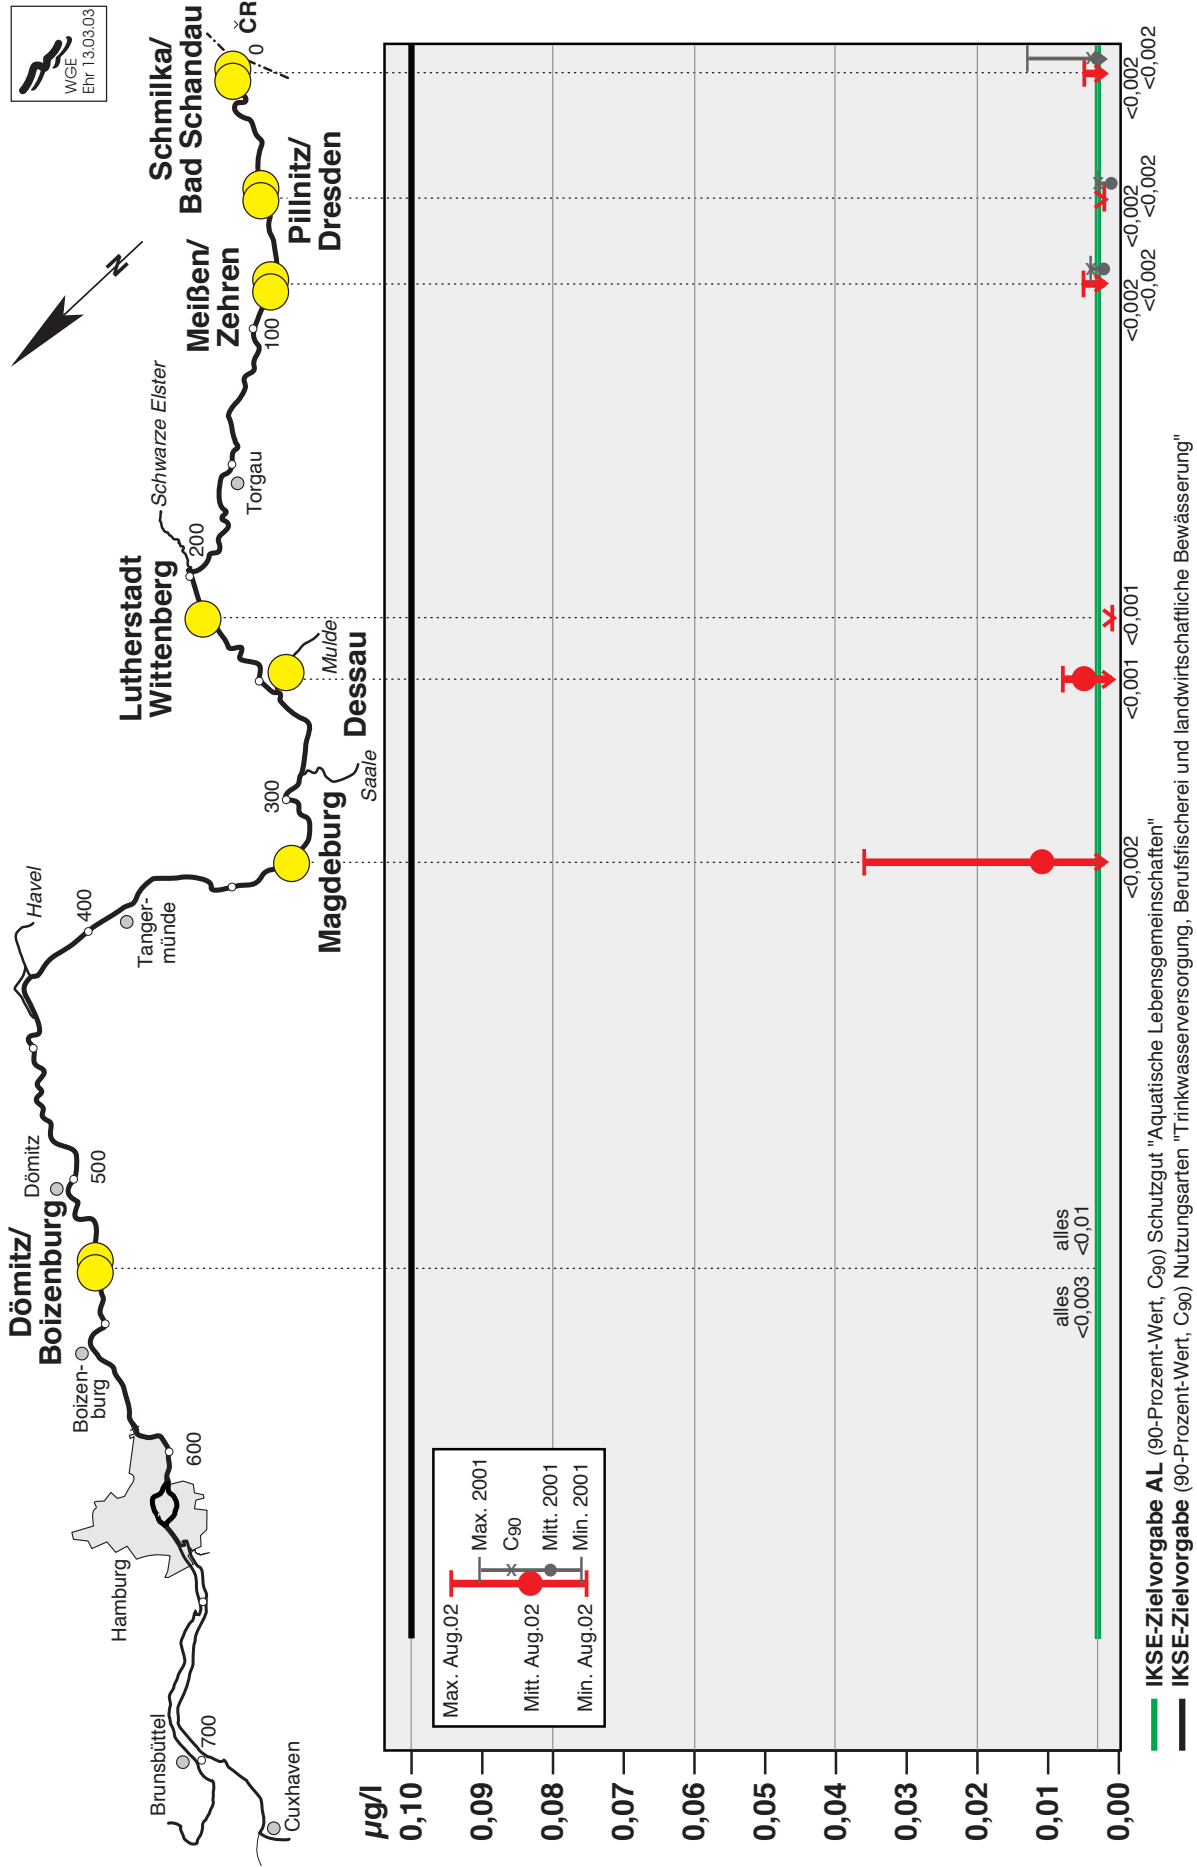 WGE
Ehr 13.03.03
Brunsbüttel
Cuxhaven
700
Hamburg
600
Boizen-
burg
Dömitz/
Boizenburg
Dömitz
500
Havel
400
Tanger-
münde
Magdeburg
300
Saale
Dessau
Mulde
Lutherstadt
Wittenberg
200
Schwarze Elster
Torgau
100
Meißen/
Zehren
N
Pillnitz/
Dresden
Schmilka/
Bad Schandau
0
ČR
µg/l
0,10
0,09
0,08
0,07
0,06
0,05
0,04
0,03
0,02
0,01
0,00
Max. Aug.02
Mitt. Aug.02
Min. Aug.02
Max. 2001
C90
Mitt. 2001
Min. 2001
alles
<0,003
alles
<0,01
<0,002
<0,001
<0,001
<0,002
<0,002
<0,002
<0,002
<0,002
<0,002
IKSE-Zielvorgabe AL (90-Prozent-Wert, C90) Schutzgut "Aquatische Lebensgemeinschaften"
IKSE-Zielvorgabe (90-Prozent-Wert, C90) Nutzungsarten "Trinkwasserversorgung, Berufsfischerei und landwirtschaftliche Bewässerung"